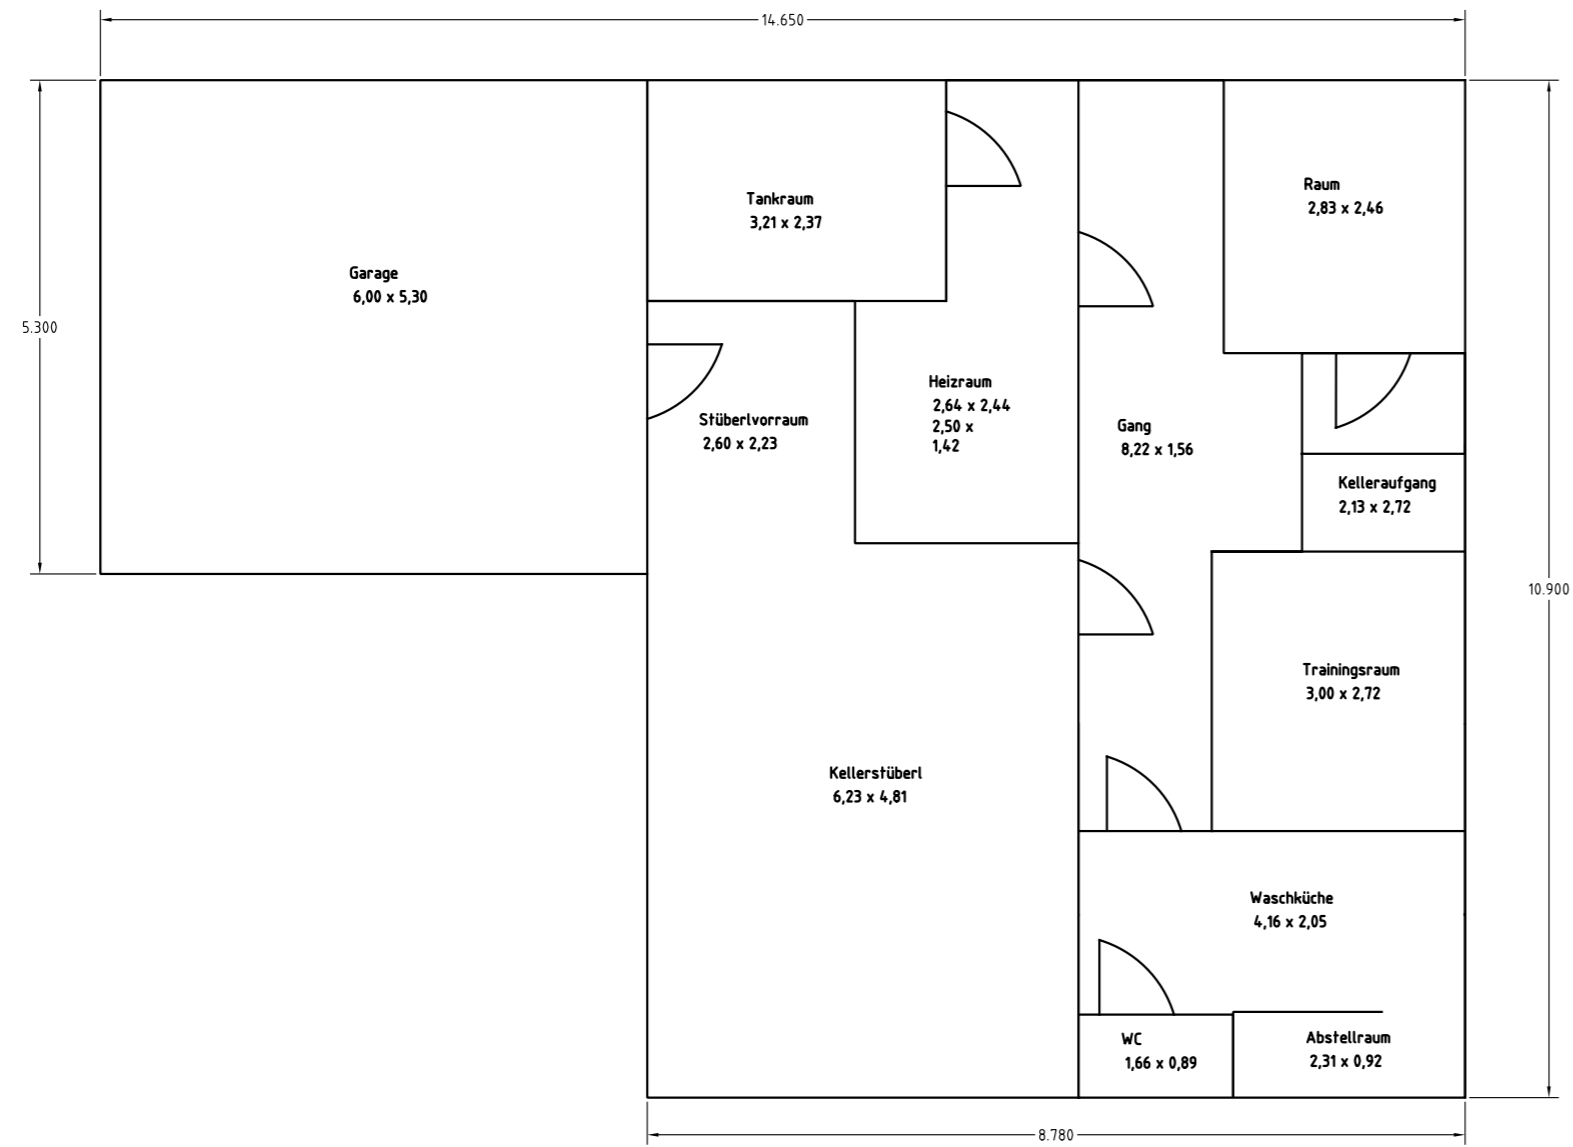 14.650
Tankraum
3,21 x 2,37
Raum
2,83 x 2,46
Garage
6,00 x 5,30
5.300
Heizraum
2,64 x 2,44
2,50 x
1,42
Stüberlvorraum
2,60 x 2,23
Gang
8,22 x 1,56
Kelleraufgang
2,13 x 2,72
10.900
Trainingsraum
3,00 x 2,72
Kellerstüberl
6,23 x 4,81
Waschküche
4,16 x 2,05
WC
1,66 x 0,89
Abstellraum
2,31 x 0,92
8.780